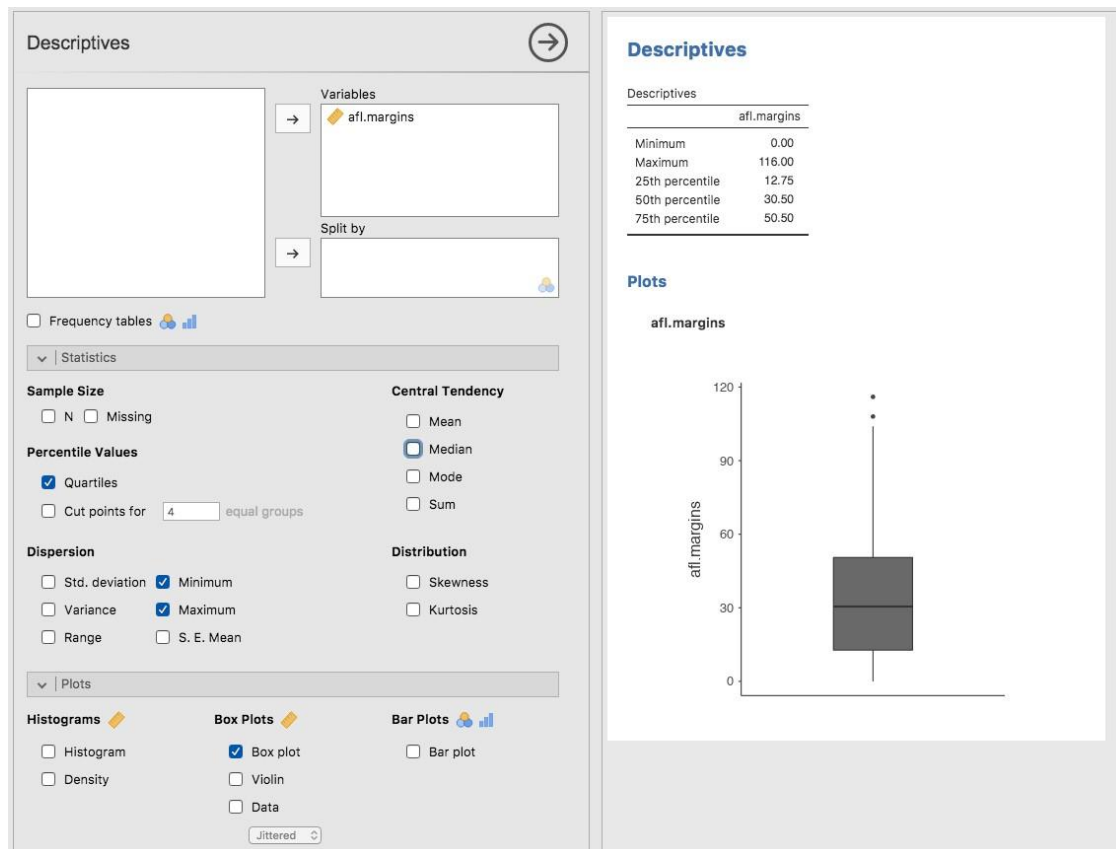 Descriptives
Variables
afl.margins
Split by
Frequency tables
Statistics
Sample Size
N Missing
Percentile Values
Quartiles
Cut points for 4 equal groups
Central Tendency
Mean
Median
Mode
Sum
Dispersion
Std. deviation Minimum
Variance Maximum
Range S. E. Mean
Distribution
Skewness
Kurtosis
Plots
Histograms
Histogram
Density
Box Plots
Box plot
Violin
Data
Jittered
Bar Plots
Bar plot
Descriptives
Descriptives
afl.margins
Minimum 0.00
Maximum 116.00
25th percentile 12.75
50th percentile 30.50
75th percentile 50.50
Plots
afl.margins
120
90
60
30
0
afl.margins